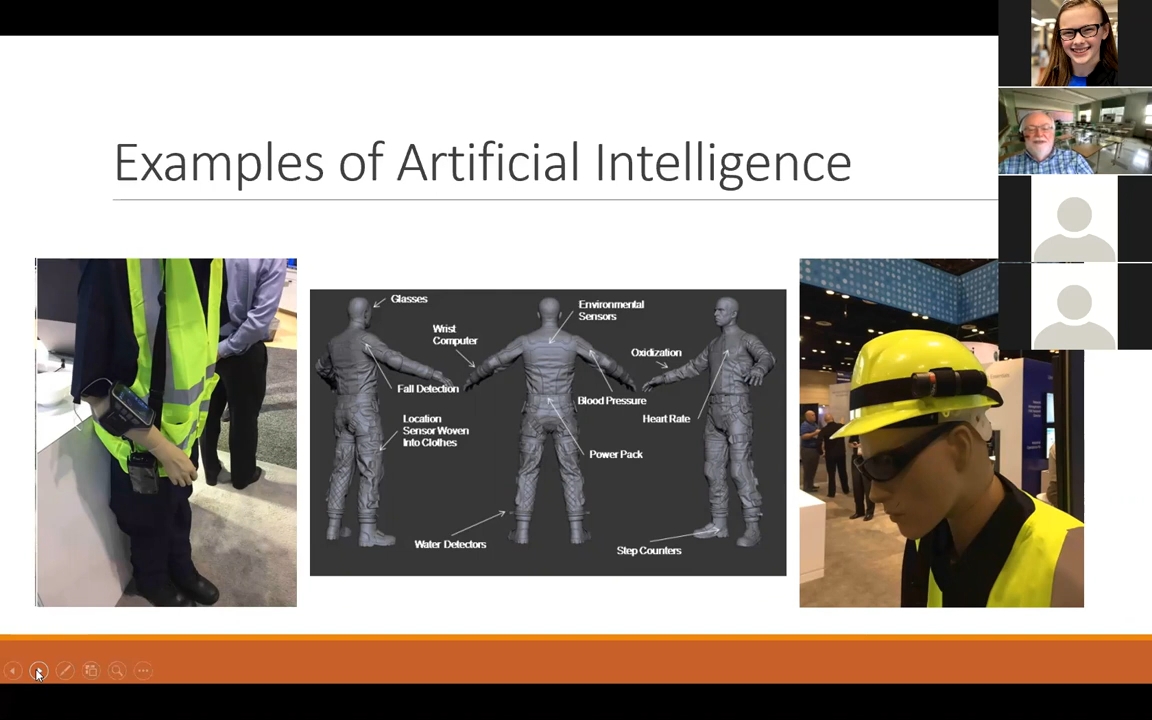 Examples of Artificial Intelligence
Glasses
Wrist
Computer
Fall Detection
Location
Sensor Woven
Into Clothes
Water Detectors
Environmental
Sensors
Blood Pressure
Power Pack
Oxidization
Heart Rate
Step Counters